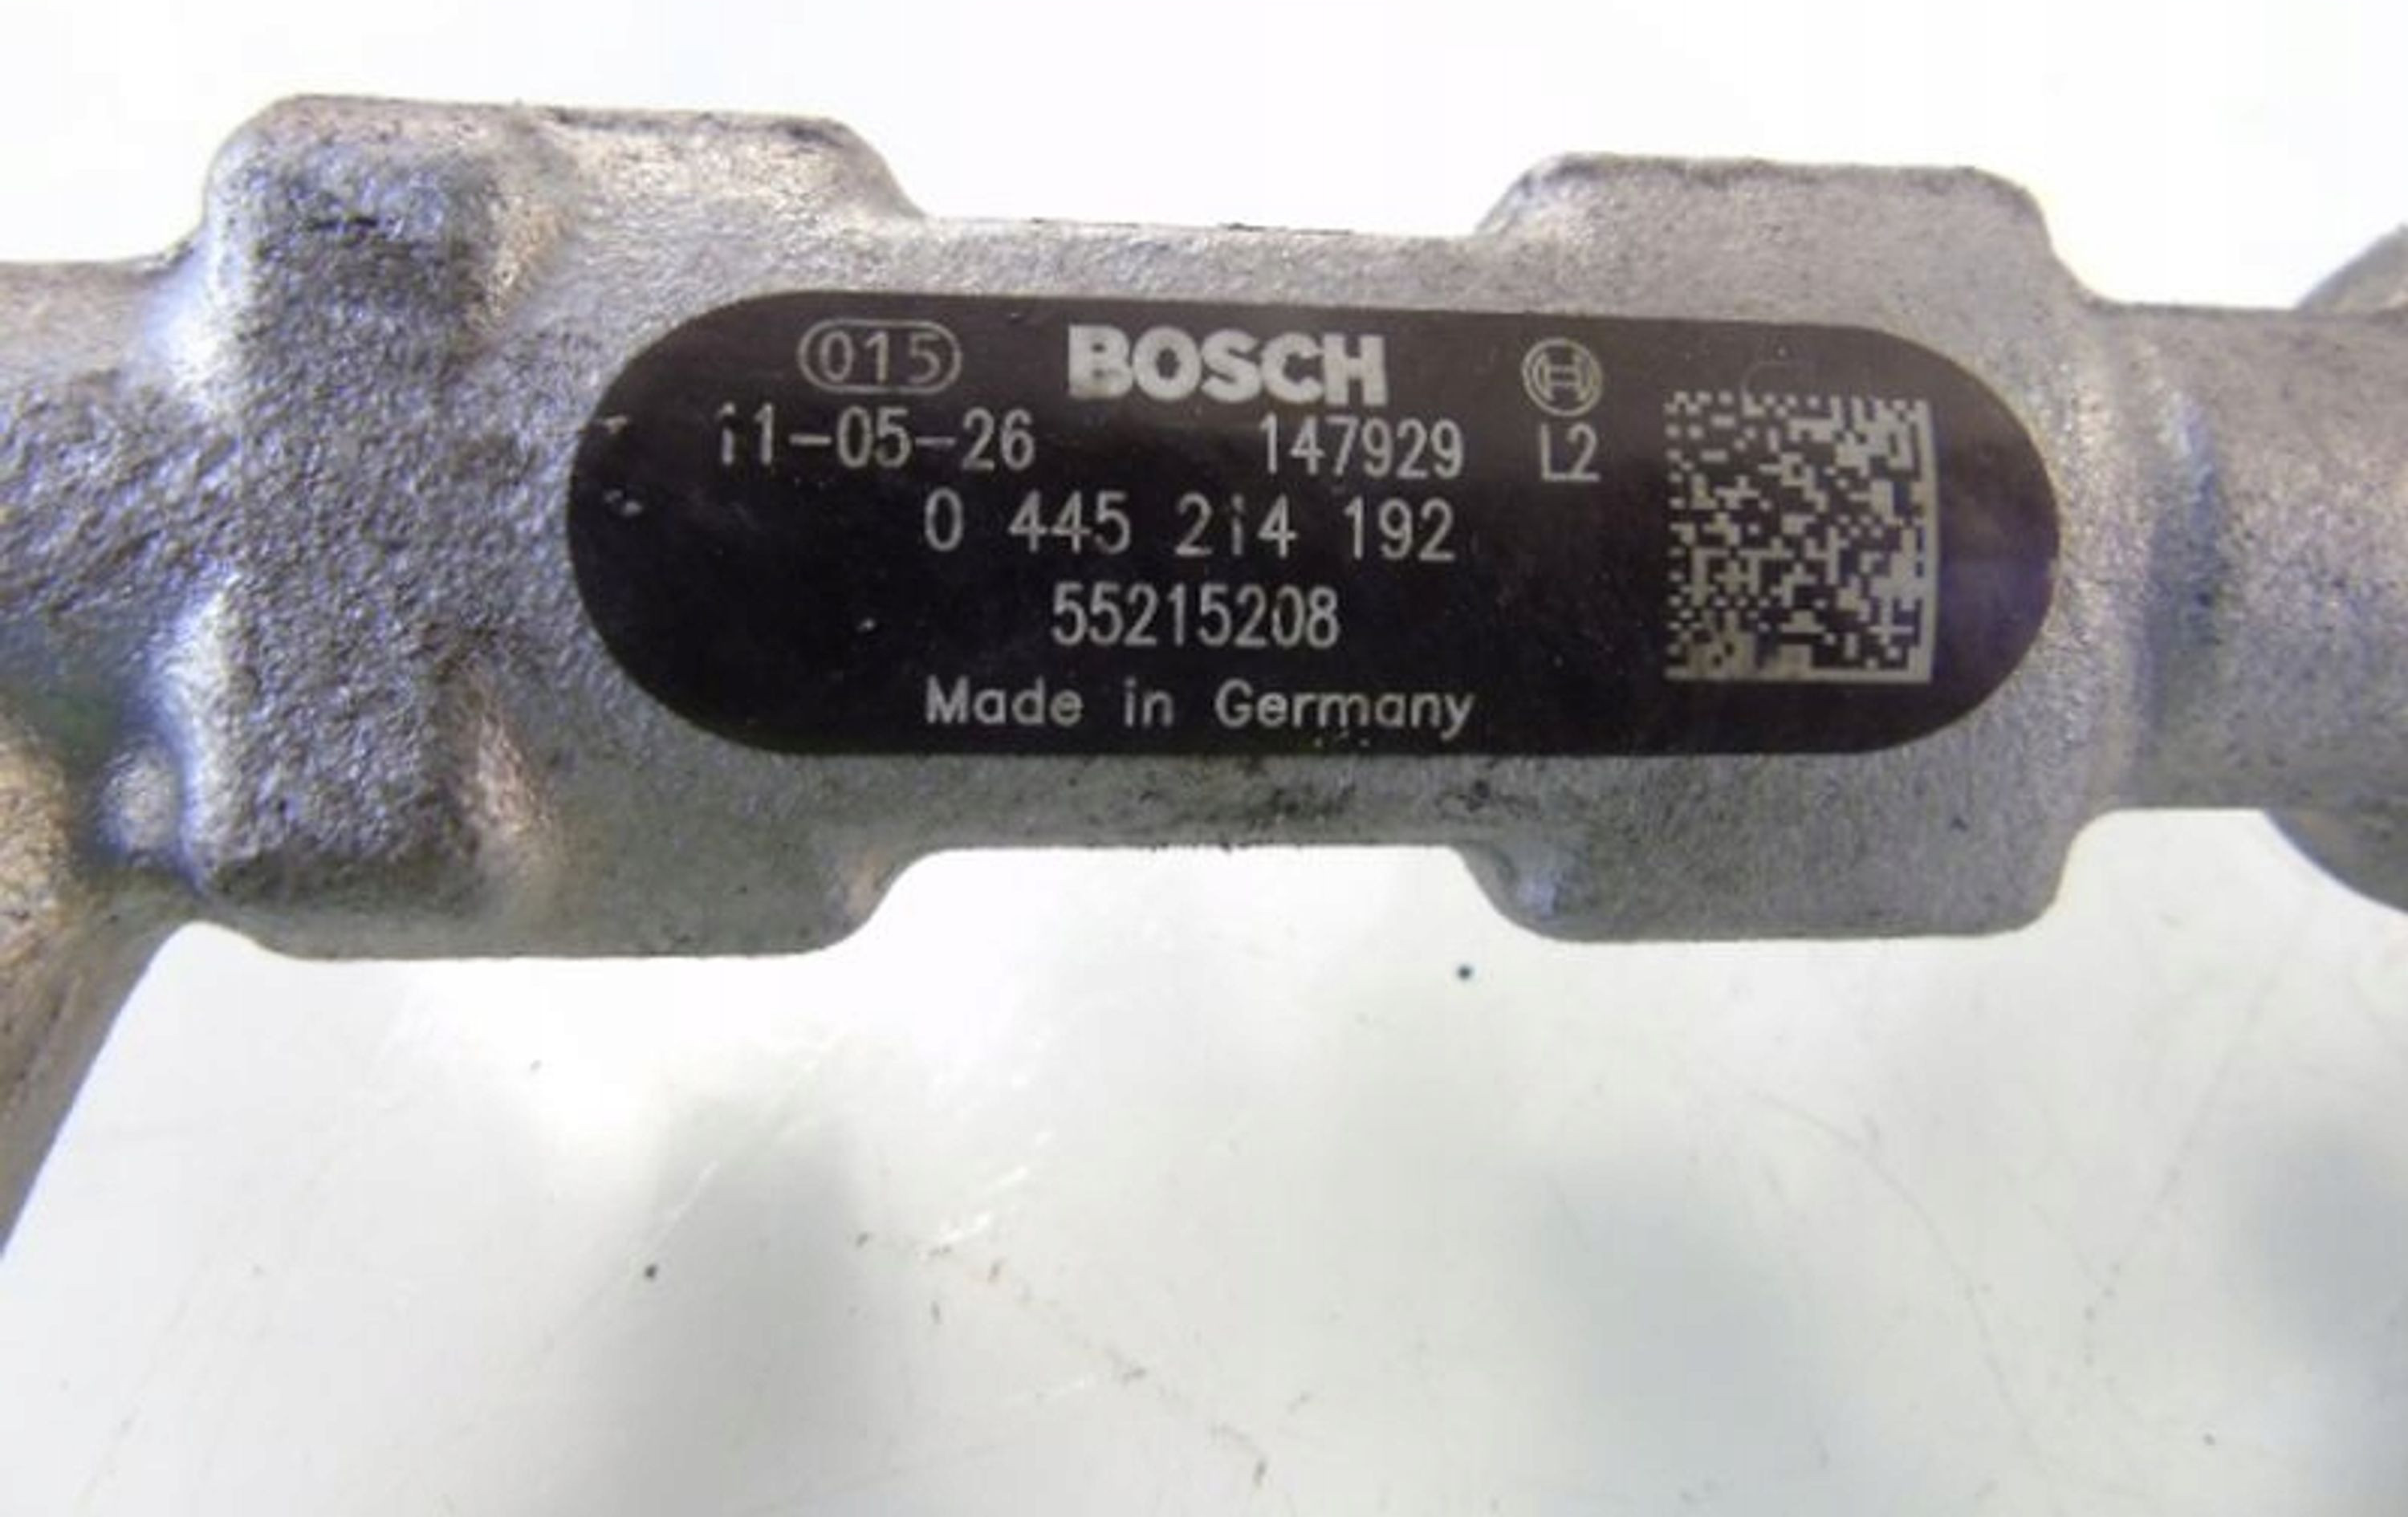 015 BOSCH
11-05-26 147929 L2
0 445 214 192
55215208
Made in Germany